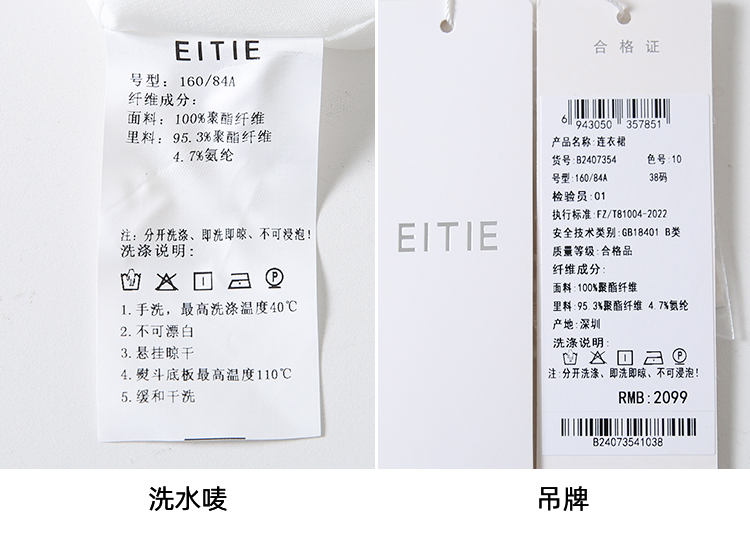 EITIE
号型: 160/84A
纤维成分:
面料: 100%聚酯纤维
里料: 95.3%聚酯纤维
4.7%氨纶
注: 分开洗涤、即洗即晾、不可浸泡!
洗涤说明:
1.手洗，最高洗涤温度40℃
2.不可漂白
3.悬挂晾干
4.熨斗底板最高温度110℃
5.缓和干洗
洗水唛
EITIE
合格证
6 943050 357851
产品名称:连衣裙
货号:B2407354 色号:10
号型:160/84A 38码
检验员:01
执行标准:FZ/T81004-2022
安全技术类别:GB18401 B类
质量等级:合格品
纤维成分:
面料:100%聚酯纤维
里料:95.3%聚酯纤维 4.7%氨纶
产地:深圳
洗涤说明:
注:分开洗涤、即洗即晾、不可浸泡!
RMB:2099
B24073541038
吊牌